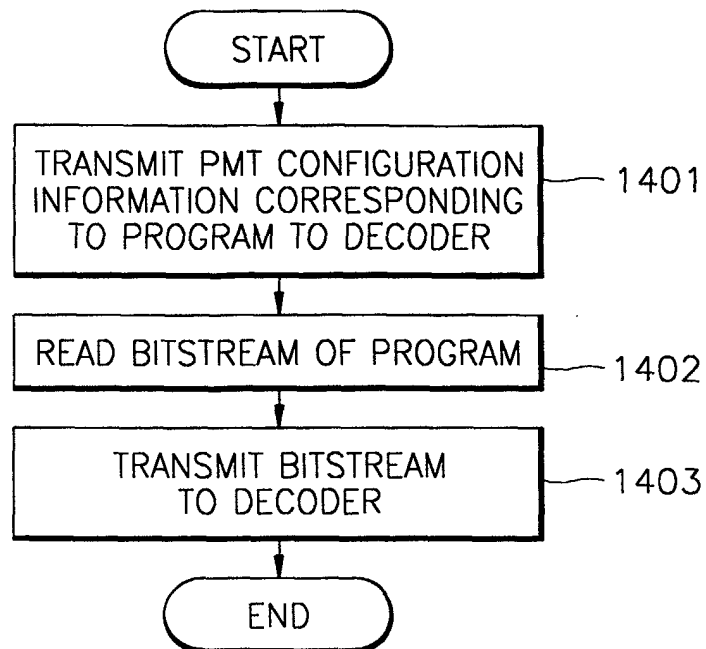 START
TRANSMIT PMT CONFIGURATION
INFORMATION CORRESPONDING
TO PROGRAM TO DECODER
1401
READ BITSTREAM OF PROGRAM
1402
TRANSMIT BITSTREAM
TO DECODER
1403
END